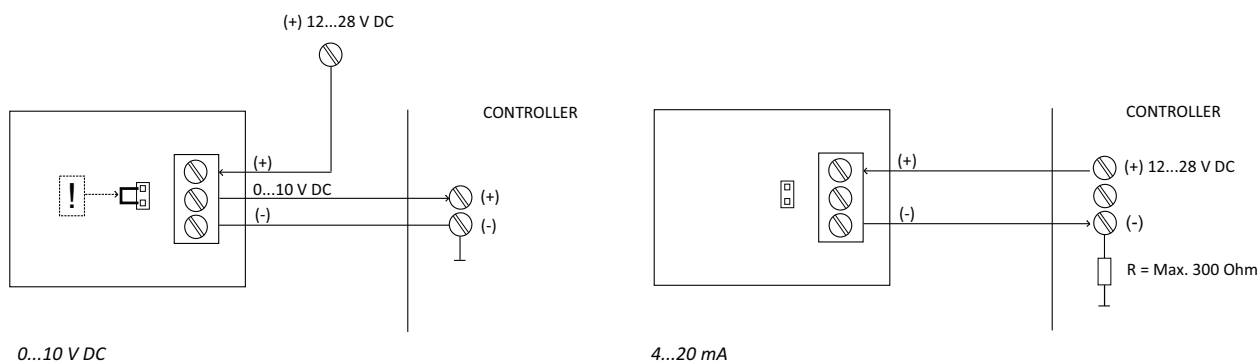 (+) 12...28 V DC
CONTROLLER
(+)
0...10 V DC
(+)
(-)
(-)
!
0...10 V DC
CONTROLLER
(+)
(+) 12...28 V DC
(-)
(-)
R = Max. 300 Ohm
4...20 mA